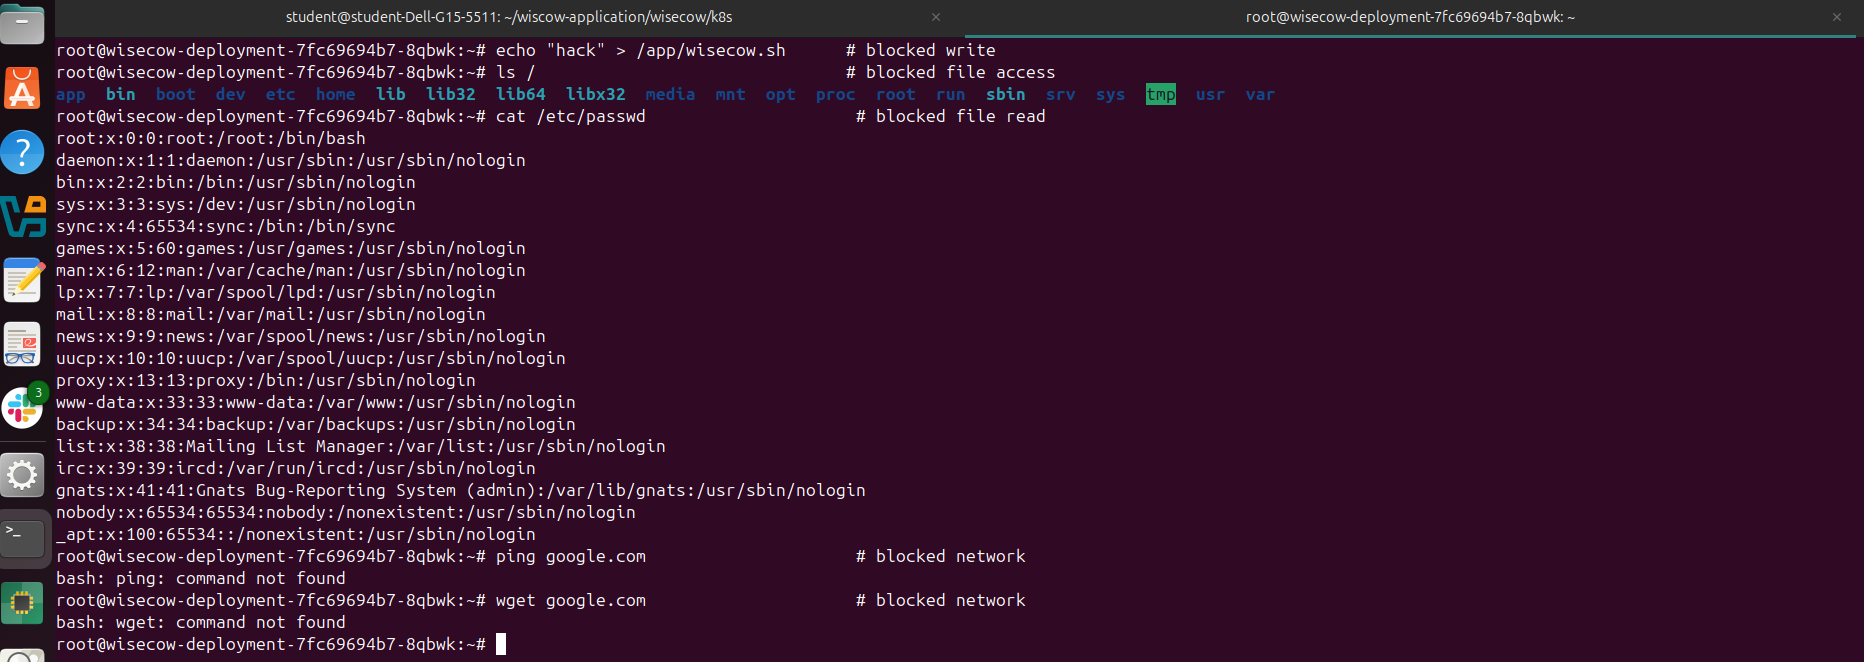 student@student-Dell-G15-5511: ~/wiscow-application/wisecow/k8s × root@wisecow-deployment-7fc69694b7-8qbwk: ~ ×
root@wisecow-deployment-7fc69694b7-8qbwk:~# echo "hack" > /app/wisecow.sh      # blocked write
root@wisecow-deployment-7fc69694b7-8qbwk:~# ls /                               # blocked file access
app  bin  boot  dev  etc  home  lib  lib32  lib64  libx32  media  mnt  opt  proc  root  run  sbin  srv  sys  tmp  usr  var
root@wisecow-deployment-7fc69694b7-8qbwk:~# cat /etc/passwd                     # blocked file read
root:x:0:0:root:/root:/bin/bash
daemon:x:1:1:daemon:/usr/sbin:/usr/sbin/nologin
bin:x:2:2:bin:/bin:/usr/sbin/nologin
sys:x:3:3:sys:/dev:/usr/sbin/nologin
sync:x:4:65534:sync:/bin:/bin/sync
games:x:5:60:games:/usr/games:/usr/sbin/nologin
man:x:6:12:man:/var/cache/man:/usr/sbin/nologin
lp:x:7:7:lp:/var/spool/lpd:/usr/sbin/nologin
mail:x:8:8:mail:/var/mail:/usr/sbin/nologin
news:x:9:9:news:/var/spool/news:/usr/sbin/nologin
uucp:x:10:10:uucp:/var/spool/uucp:/usr/sbin/nologin
proxy:x:13:13:proxy:/bin:/usr/sbin/nologin
www-data:x:33:33:www-data:/var/www:/usr/sbin/nologin
backup:x:34:34:backup:/var/backups:/usr/sbin/nologin
list:x:38:38:Mailing List Manager:/var/list:/usr/sbin/nologin
irc:x:39:39:ircd:/var/run/ircd:/usr/sbin/nologin
gnats:x:41:41:Gnats Bug-Reporting System (admin):/var/lib/gnats:/usr/sbin/nologin
nobody:x:65534:65534:nobody:/nonexistent:/usr/sbin/nologin
_apt:x:100:65534::/nonexistent:/usr/sbin/nologin
root@wisecow-deployment-7fc69694b7-8qbwk:~# ping google.com                     # blocked network
bash: ping: command not found
root@wisecow-deployment-7fc69694b7-8qbwk:~# wget google.com                     # blocked network
bash: wget: command not found
root@wisecow-deployment-7fc69694b7-8qbwk:~#
3